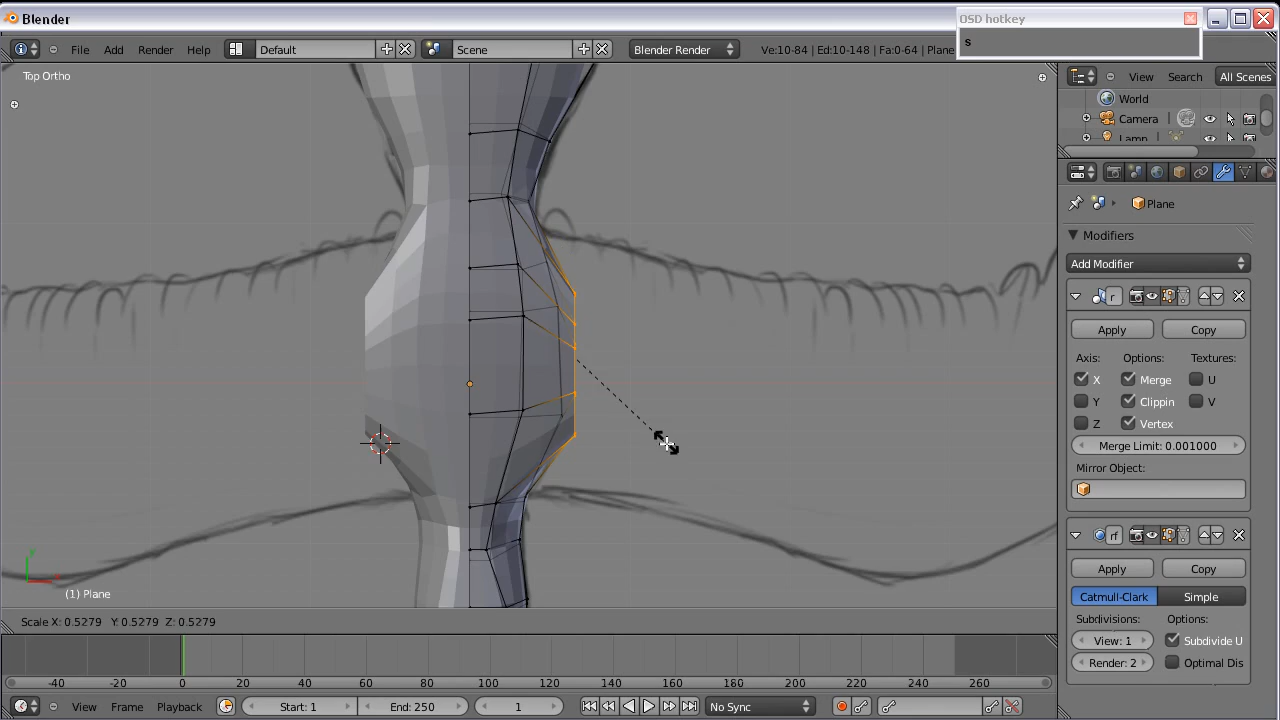 Blender
OSD hotkey
s
File Add Render Help Default Scene Blender Render Ve:10-84 | Ed:10-148 | Fa:0-64 | Plane
View Search All Scenes
Top Ortho
World
Camera
Lamp
Plane
Modifiers
Add Modifier
r
Apply Copy
Axis: Options: Textures:
X Merge U
Y Clippin V
Z Vertex
Merge Limit: 0.001000
Mirror Object:
rf
Apply Copy
Catmull-Clark Simple
Subdivisions: Options:
View: 1 Subdivide U
Render: 2 Optimal Dis
y
x
(1) Plane
Scale X: 0.5279 Y: 0.5279 Z: 0.5279
-40 -20 0 20 40 60 80 100 120 140 160 180 200 220 240 260
View Frame Playback Start: 1 End: 250 1 No Sync